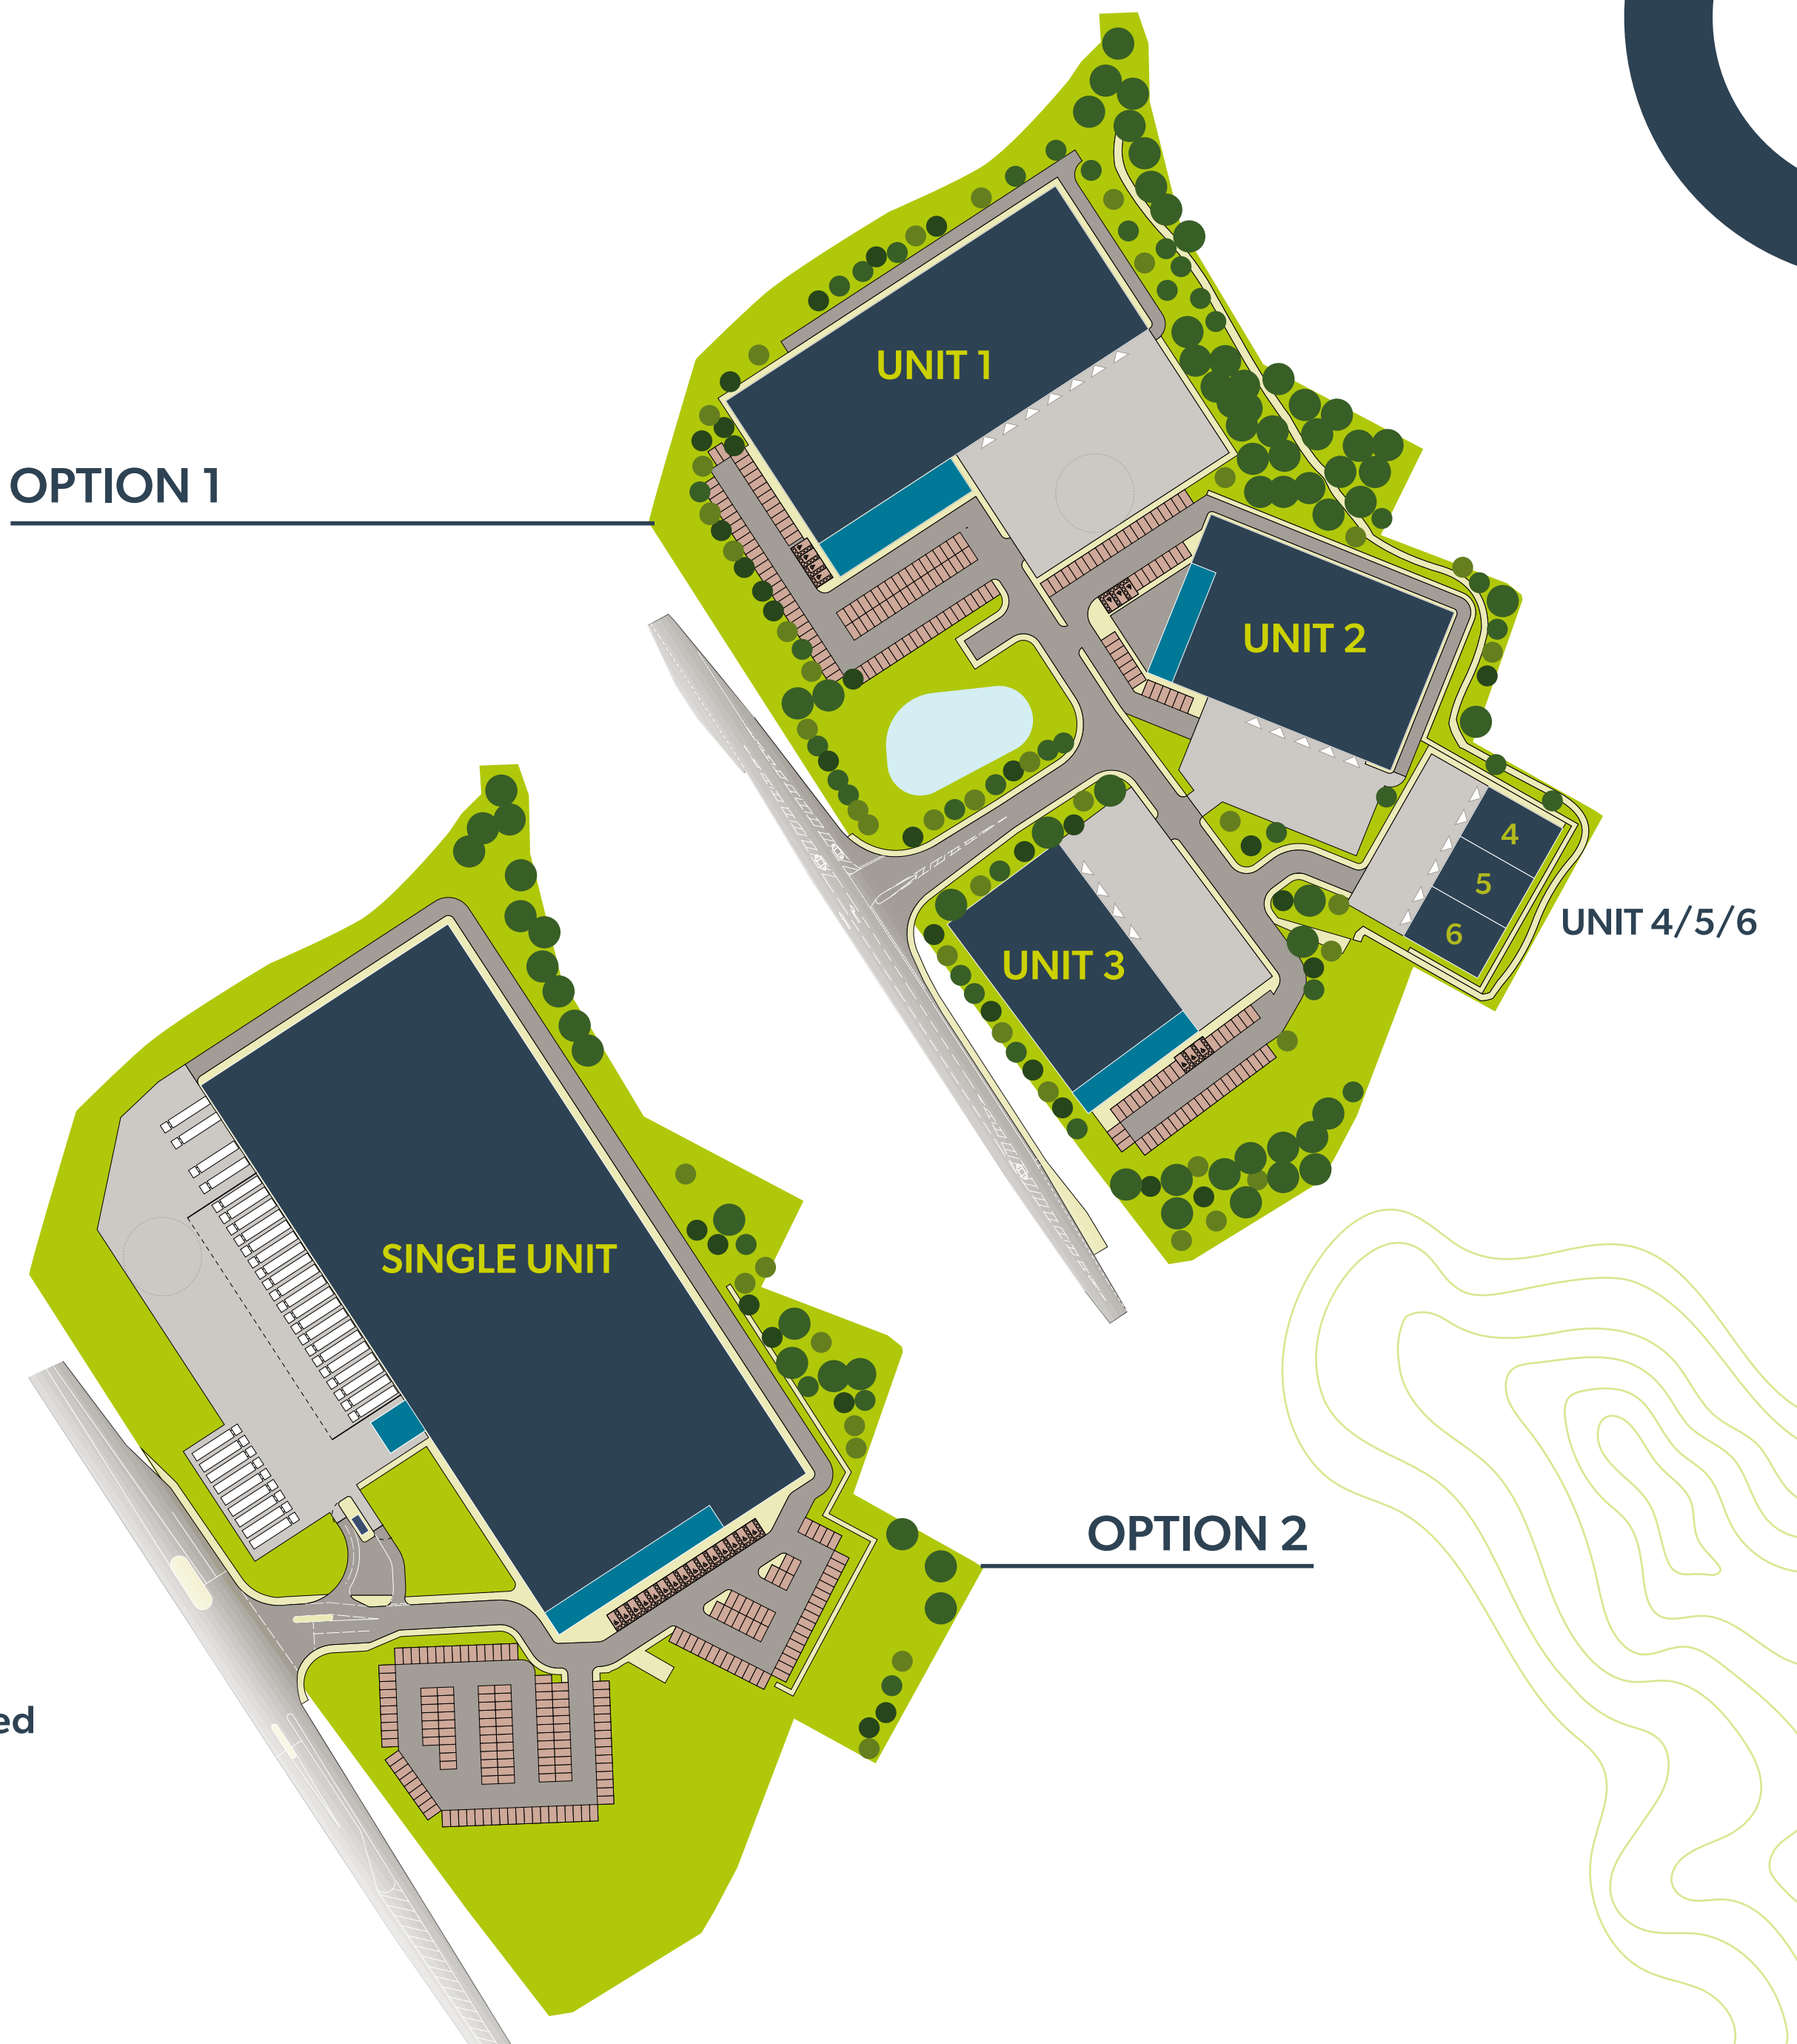 OPTION 1
UNIT 1
UNIT 2
UNIT 3
4
5
6
UNIT 4/5/6
SINGLE UNIT
OPTION 2
ed